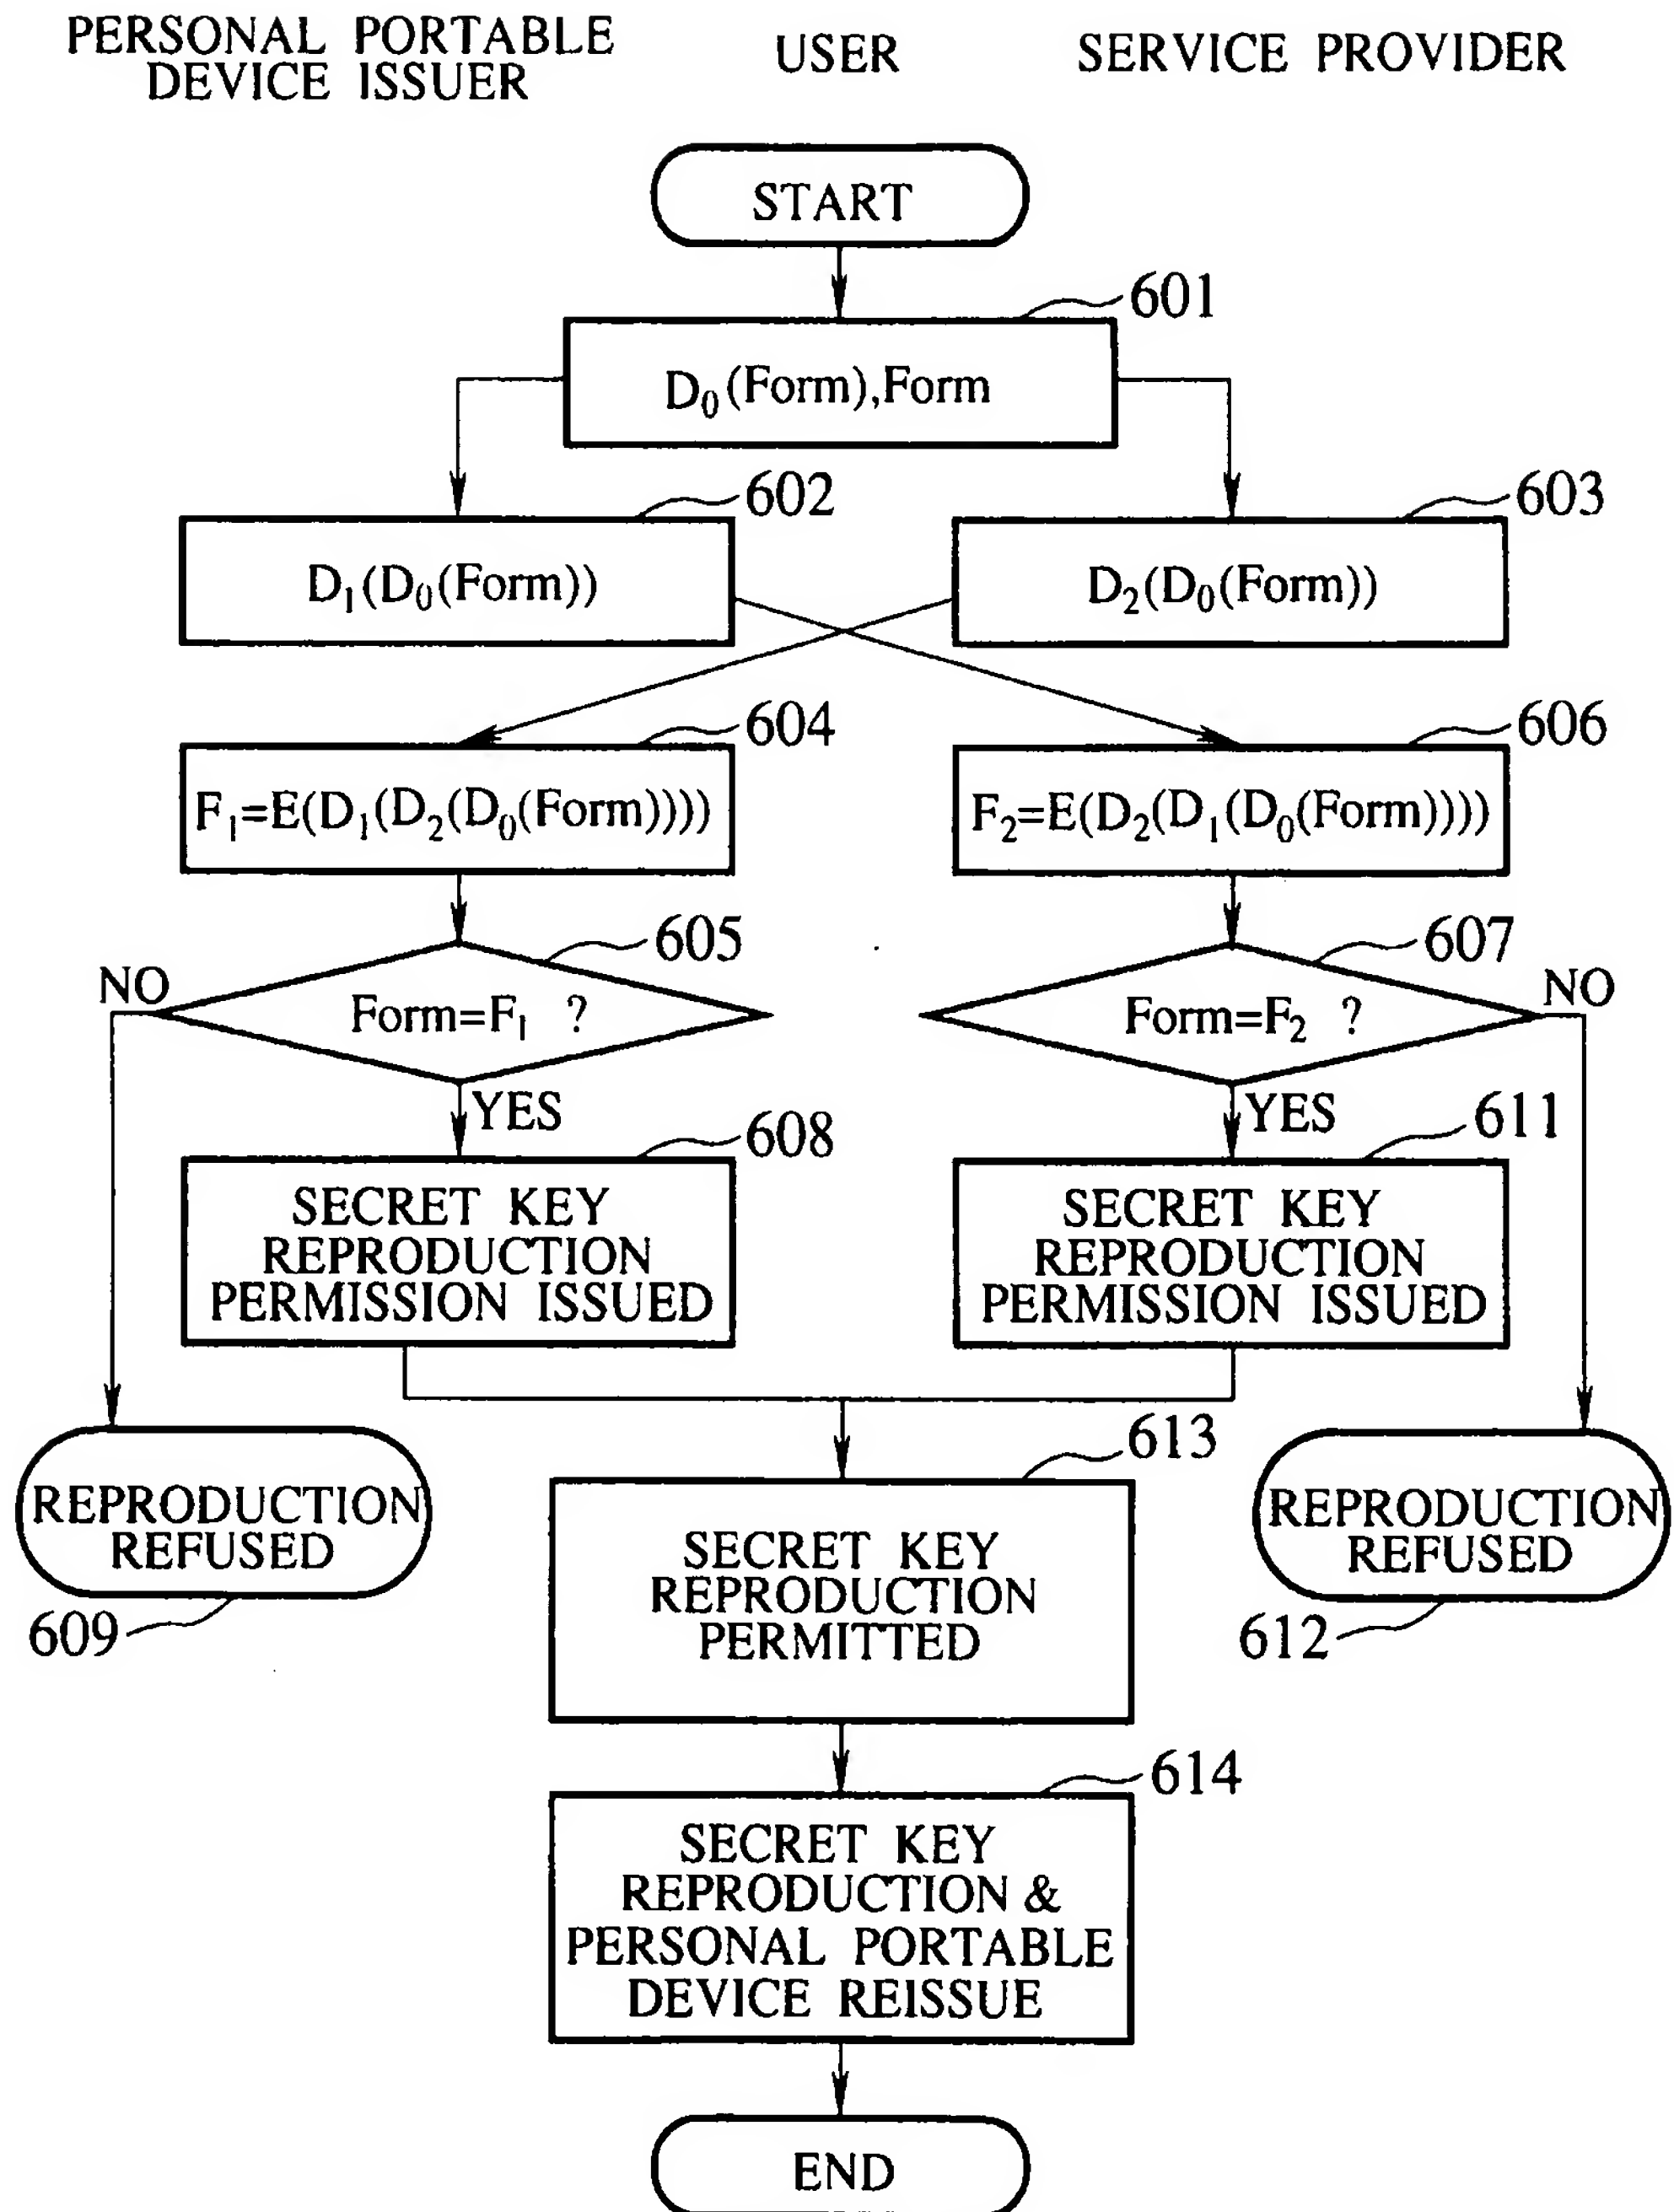 PERSONAL PORTABLE
DEVICE ISSUER
USER
SERVICE PROVIDER
START
601
D₀(Form),Form
602
D₁(D₀(Form))
603
D₂(D₀(Form))
604
F₁=E(D₁(D₂(D₀(Form))))
606
F₂=E(D₂(D₁(D₀(Form))))
605
NO
Form=F₁ ?
YES
607
Form=F₂ ?
NO
YES
608
SECRET KEY
REPRODUCTION
PERMISSION ISSUED
611
SECRET KEY
REPRODUCTION
PERMISSION ISSUED
REPRODUCTION
REFUSED
609
613
SECRET KEY
REPRODUCTION
PERMITTED
REPRODUCTION
REFUSED
612
614
SECRET KEY
REPRODUCTION &
PERSONAL PORTABLE
DEVICE REISSUE
END